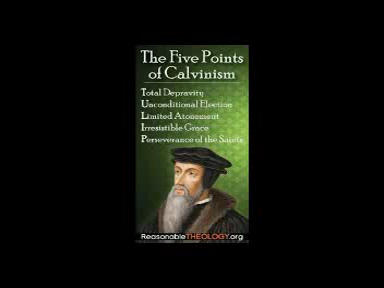 The Five Points
of Calvinism
Total Depravity
Unconditional Election
Limited Atonement
Irresistible Grace
Perseverance of the Saints
ReasonableTHEOLOGY.org